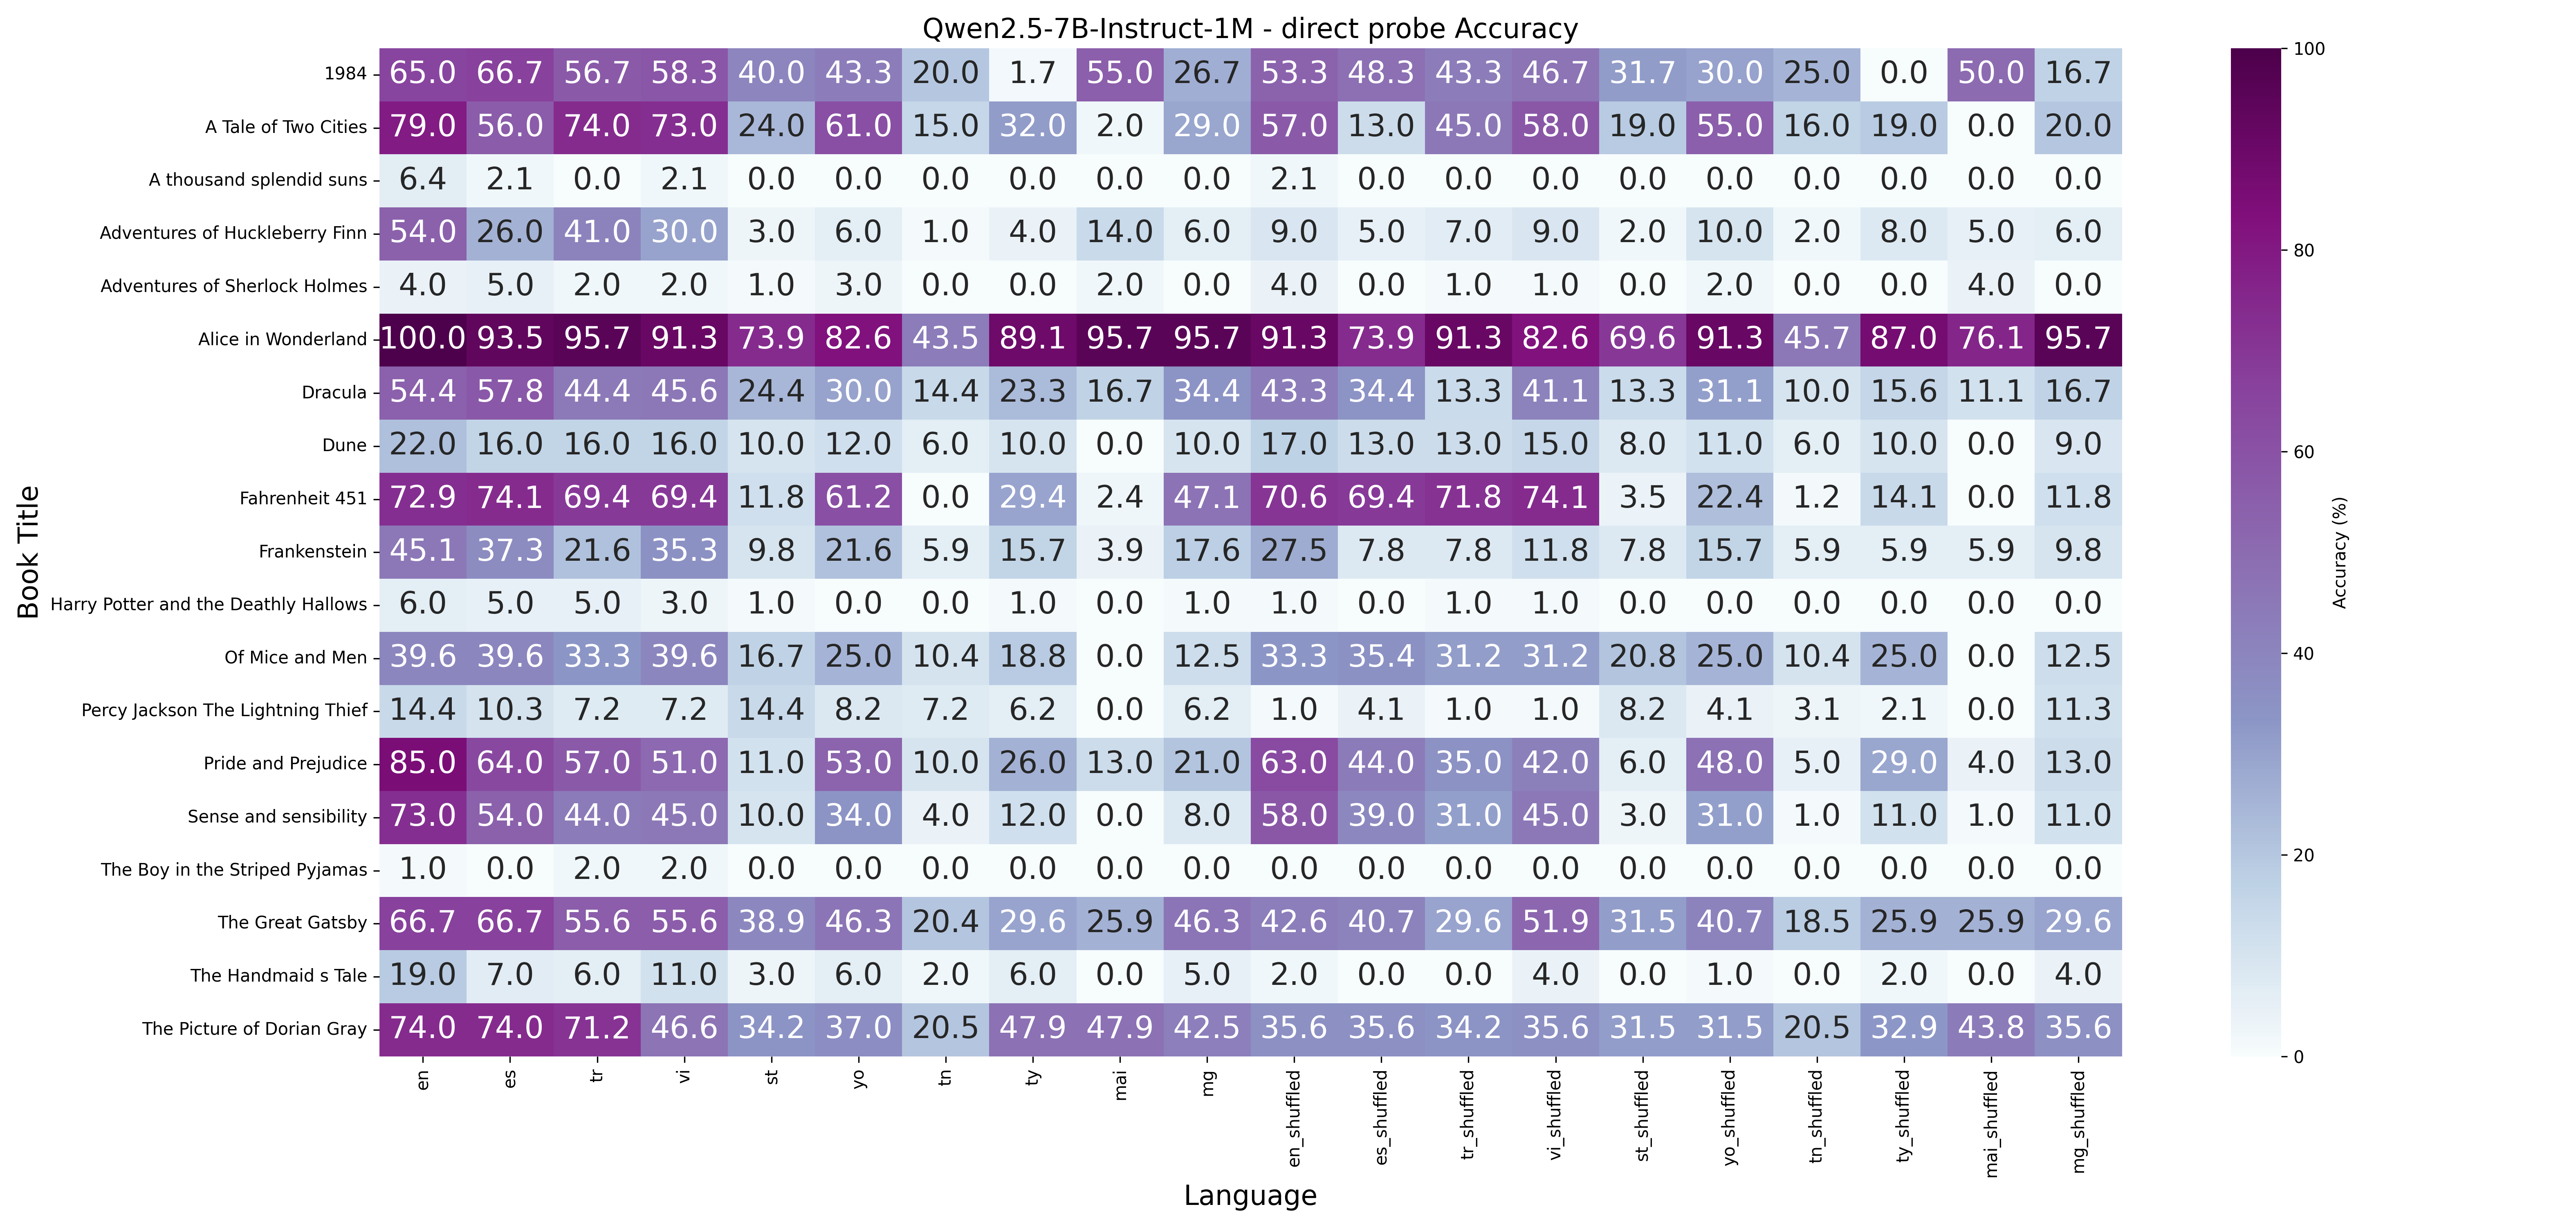 Qwen2.5-7B-Instruct-1M - direct probe Accuracy
Book Title
1984 65.0 66.7 56.7 58.3 40.0 43.3 20.0 1.7 55.0 26.7 53.3 48.3 43.3 46.7 31.7 30.0 25.0 0.0 50.0 16.7
A Tale of Two Cities 79.0 56.0 74.0 73.0 24.0 61.0 15.0 32.0 2.0 29.0 57.0 13.0 45.0 58.0 19.0 55.0 16.0 19.0 0.0 20.0
A thousand splendid suns 6.4 2.1 0.0 2.1 0.0 0.0 0.0 0.0 0.0 0.0 2.1 0.0 0.0 0.0 0.0 0.0 0.0 0.0 0.0 0.0
Adventures of Huckleberry Finn 54.0 26.0 41.0 30.0 3.0 6.0 1.0 4.0 14.0 6.0 9.0 5.0 7.0 9.0 2.0 10.0 2.0 8.0 5.0 6.0
Adventures of Sherlock Holmes 4.0 5.0 2.0 2.0 1.0 3.0 0.0 0.0 2.0 0.0 4.0 0.0 1.0 1.0 0.0 2.0 0.0 0.0 4.0 0.0
Alice in Wonderland 100.0 93.5 95.7 91.3 73.9 82.6 43.5 89.1 95.7 95.7 91.3 73.9 91.3 82.6 69.6 91.3 45.7 87.0 76.1 95.7
Dracula 54.4 57.8 44.4 45.6 24.4 30.0 14.4 23.3 16.7 34.4 43.3 34.4 13.3 41.1 13.3 31.1 10.0 15.6 11.1 16.7
Dune 22.0 16.0 16.0 16.0 10.0 12.0 6.0 10.0 0.0 10.0 17.0 13.0 13.0 15.0 8.0 11.0 6.0 10.0 0.0 9.0
Fahrenheit 451 72.9 74.1 69.4 69.4 11.8 61.2 0.0 29.4 2.4 47.1 70.6 69.4 71.8 74.1 3.5 22.4 1.2 14.1 0.0 11.8
Frankenstein 45.1 37.3 21.6 35.3 9.8 21.6 5.9 15.7 3.9 17.6 27.5 7.8 7.8 11.8 7.8 15.7 5.9 5.9 5.9 9.8
Harry Potter and the Deathly Hallows 6.0 5.0 5.0 3.0 1.0 0.0 0.0 1.0 0.0 1.0 1.0 0.0 1.0 1.0 0.0 0.0 0.0 0.0 0.0 0.0
Of Mice and Men 39.6 39.6 33.3 39.6 16.7 25.0 10.4 18.8 0.0 12.5 33.3 35.4 31.2 31.2 20.8 25.0 10.4 25.0 0.0 12.5
Percy Jackson The Lightning Thief 14.4 10.3 7.2 7.2 14.4 8.2 7.2 6.2 0.0 6.2 1.0 4.1 1.0 1.0 8.2 4.1 3.1 2.1 0.0 11.3
Pride and Prejudice 85.0 64.0 57.0 51.0 11.0 53.0 10.0 26.0 13.0 21.0 63.0 44.0 35.0 42.0 6.0 48.0 5.0 29.0 4.0 13.0
Sense and sensibility 73.0 54.0 44.0 45.0 10.0 34.0 4.0 12.0 0.0 8.0 58.0 39.0 31.0 45.0 3.0 31.0 1.0 11.0 1.0 11.0
The Boy in the Striped Pyjamas 1.0 0.0 2.0 2.0 0.0 0.0 0.0 0.0 0.0 0.0 0.0 0.0 0.0 0.0 0.0 0.0 0.0 0.0 0.0 0.0
The Great Gatsby 66.7 66.7 55.6 55.6 38.9 46.3 20.4 29.6 25.9 46.3 42.6 40.7 29.6 51.9 31.5 40.7 18.5 25.9 25.9 29.6
The Handmaid s Tale 19.0 7.0 6.0 11.0 3.0 6.0 2.0 6.0 0.0 5.0 2.0 0.0 0.0 4.0 0.0 1.0 0.0 2.0 0.0 4.0
The Picture of Dorian Gray 74.0 74.0 71.2 46.6 34.2 37.0 20.5 47.9 47.9 42.5 35.6 35.6 34.2 35.6 31.5 31.5 20.5 32.9 43.8 35.6
en es tr vi st yo tn ty mai mg en_shuffled es_shuffled tr_shuffled vi_shuffled st_shuffled yo_shuffled tn_shuffled ty_shuffled mai_shuffled mg_shuffled
Language
100
80
60
40
20
0
Accuracy (%)